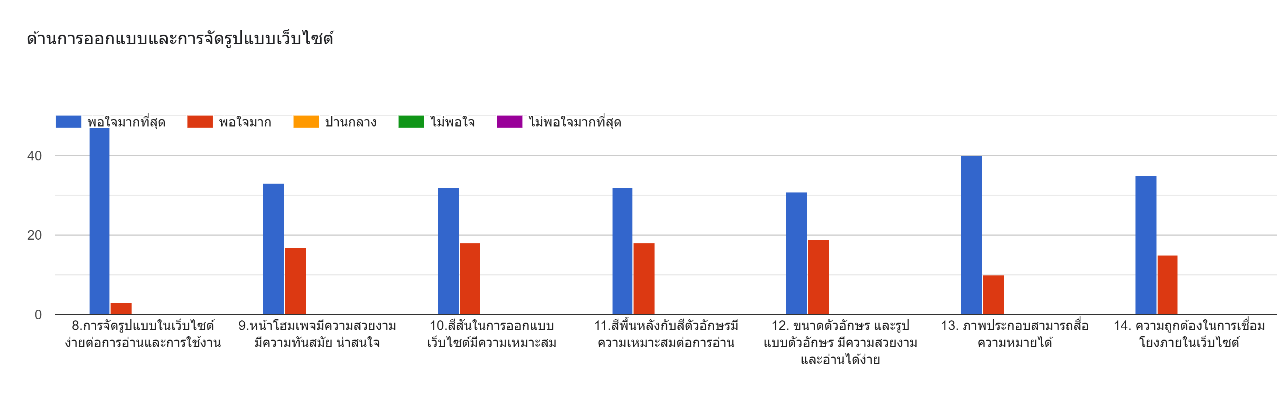 ด้านการออกแบบและการจัดรูปแบบเว็บไซต์
พอใจมากที่สุด พอใจมาก ปานกลาง ไม่พอใจ ไม่พอใจมากที่สุด
40
20
0
8.การจัดรูปแบบในเว็บไซต์
ง่ายต่อการอ่านและการใช้งาน
9.หน้าโฮมเพจมีความสวยงาม
มีความทันสมัย น่าสนใจ
10.สีสันในการออกแบบ
เว็บไซต์มีความเหมาะสม
11.สีพื้นหลังกับสีตัวอักษรมี
ความเหมาะสมต่อการอ่าน
12. ขนาดตัวอักษร และรูป
แบบตัวอักษร มีความสวยงาม
และอ่านได้ง่าย
13. ภาพประกอบสามารถสื่อ
ความหมายได้
14. ความถูกต้องในการเชื่อม
โยงภายในเว็บไซต์